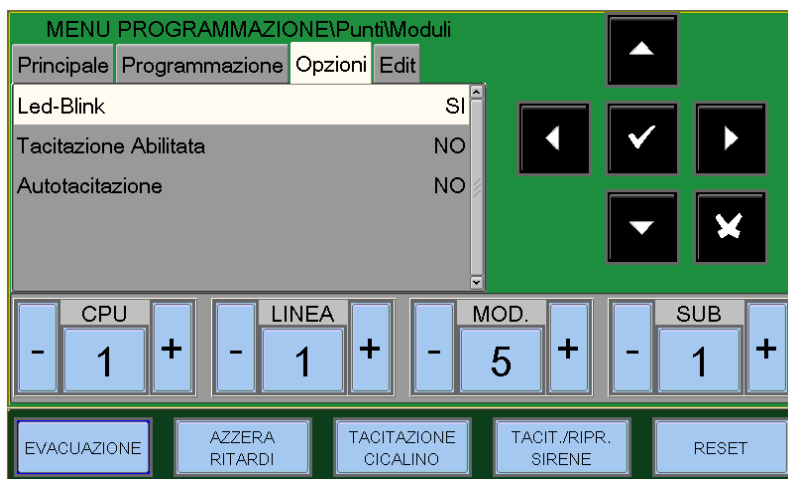 MENU PROGRAMMAZIONE\Punti\Moduli
Principale Programmazione Opzioni Edit
Led-Blink SI
Tacitazione Abilitata NO
Autotacitazione NO
CPU LINEA MOD. SUB
- 1 + - 1 + - 5 + - 1 +
EVACUAZIONE
AZZERA
RITARDI
TACITAZIONE
CICALINO
TACIT./RIPR.
SIRENE
RESET